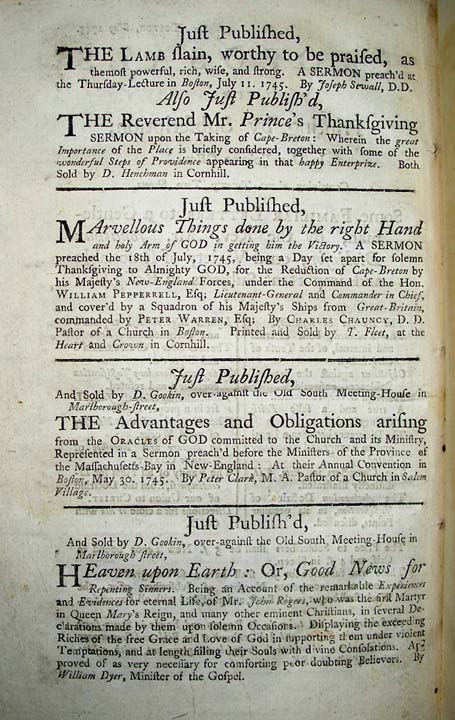 Juſt Publiſhed,
THE LAMB ſlain, worthy to be praiſed, as
themoſt powerful, rich, wiſe, and ſtrong. A SERMON preach'd at
the Thurſday-Lecture in Boſton, July 11. 1745. By Joſeph Sewall, D.D.
Alſo Juſt Publiſh'd,
THE Reverend Mr. Prince's Thankſgiving
SERMON upon the Taking of Cape-Breton: Wherein the great
Importance of the Place is briefly conſidered, together with ſome of the
wonderful Steps of Providence appearing in that happy Enterprize. Both
Sold by D. Henchman in Cornhill.
Juſt Publiſhed,
MArvellous Things done by the right Hand
and holy Arm of GOD in getting him the Victory. A SERMON
preached the 18th of July, 1745, being a Day ſet apart for ſolemn
Thankſgiving to Almighty GOD, for the Reduction of Cape-Breton by
his Majeſty's New-England Forces, under the Command of the Hon.
WILLIAM PEPPERRELL, Eſq; Lieutenant-General and Commander in Chief,
and cover'd by a Squadron of his Majeſty's Ships from Great-Britain,
commanded by PETER WARREN, Eſq; By CHARLES CHAUNCY, D. D.
Paſtor of a Church in Boſton. Printed and Sold by T. Fleet, at the
Heart and Crown in Cornhill.
Juſt Publiſhed,
And Sold by D. Gookin, over-againſt the Old South Meeting-Houſe in
Marlborough-ſtreet,
THE Advantages and Obligations ariſing
from the ORACLES of GOD committed to the Church and its Miniſtry,
Repreſented in a Sermon preach'd before the Miniſters of the Province of
the Maſſachuſetts-Bay in New-England: At their Annual Convention in
Boſton, May 30. 1745. By Peter Clark, M. A. Paſtor of a Church in Salem
Village.
Juſt Publiſh'd,
And Sold by D. Gookin, over-againſt the Old South, Meeting-Houſe in
Marlborough ſtreet,
HEaven upon Earth: Or, Good News for
Repenting Sinners. Being an Account of the remarkable Experiences
and Evidences for eternal Life, of Mr. John Rogers, who was the firſt Martyr
in Queen Mary's Reign, and many other eminent Chriſtians, in ſeveral De-
clarations made by them upon ſolemn Occaſions. Diſplaying the exceeding
Riches of the free Grace and Love of God in ſupporting them under violent
Temptations, and at length filling their Souls with divine Conſolations. Ap-
proved of as very neceſſary for comforting poor doubting Believers. By
William Dyer, Miniſter of the Goſpel.